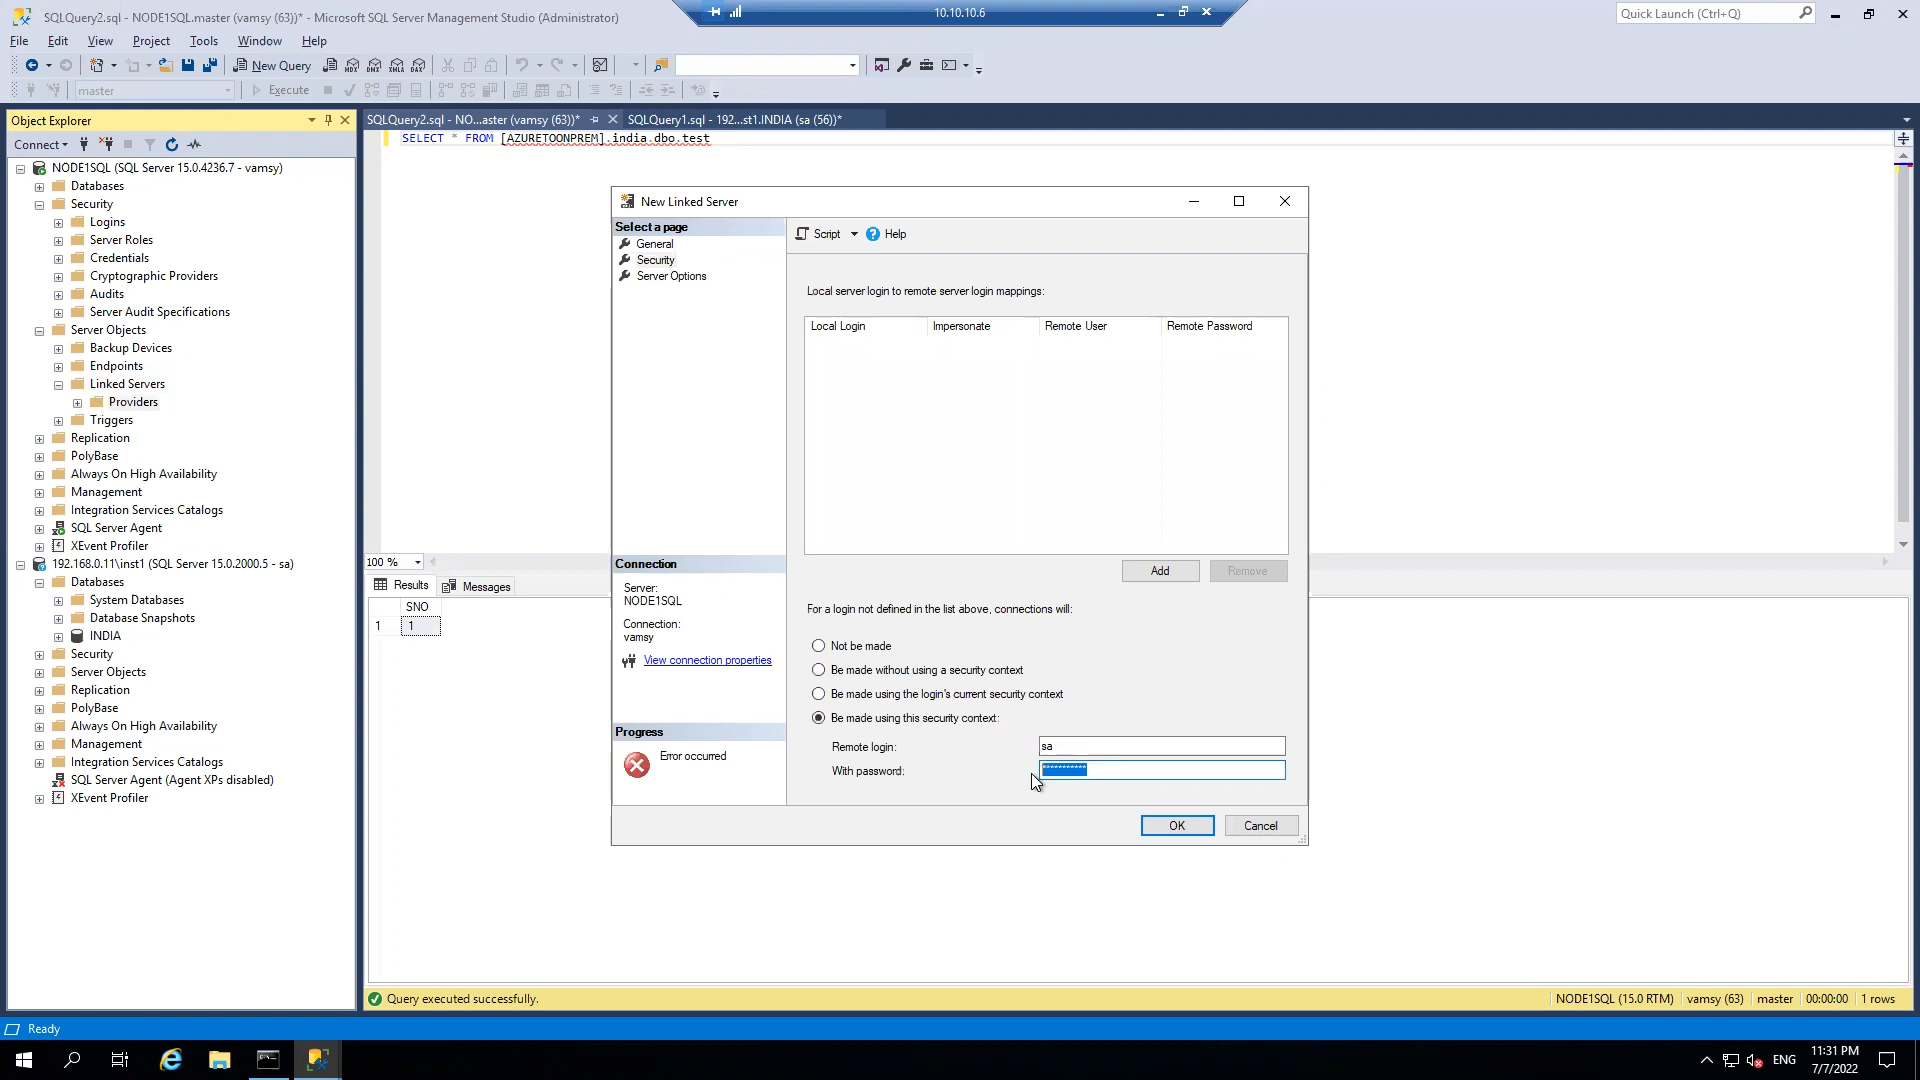 SQLQuery2.sql - NODE1SQL.master (vamsy (63))* - Microsoft SQL Server Management Studio (Administrator)
10.10.10.6
Quick Launch (Ctrl+Q)
File Edit View Project Tools Window Help
New Query
MDX DMX XMLA DAX
master
Execute
Object Explorer
SQLQuery2.sql - NO...aster (vamsy (63))*
SQLQuery1.sql - 192...st1.INDIA (sa (56))*
SELECT * FROM [AZURETOONPREM].india.dbo.test
Connect
NODE1SQL (SQL Server 15.0.4236.7 - vamsy)
Databases
Security
Logins
Server Roles
Credentials
Cryptographic Providers
Audits
Server Audit Specifications
Server Objects
Backup Devices
Endpoints
Linked Servers
Providers
Triggers
Replication
PolyBase
Always On High Availability
Management
Integration Services Catalogs
SQL Server Agent
XEvent Profiler
192.168.0.11\inst1 (SQL Server 15.0.2000.5 - sa)
Databases
System Databases
Database Snapshots
INDIA
Security
Server Objects
Replication
PolyBase
Always On High Availability
Management
Integration Services Catalogs
SQL Server Agent (Agent XPs disabled)
XEvent Profiler
New Linked Server
Select a page
General
Security
Server Options
Script
Help
Local server login to remote server login mappings:
Local Login Impersonate Remote User Remote Password
Add
Remove
Connection
Server:
NODE1SQL
Connection:
vamsy
View connection properties
Progress
Error occurred
For a login not defined in the list above, connections will:
Not be made
Be made without using a security context
Be made using the login's current security context
Be made using this security context:
Remote login:
sa
With password:
**********
OK
Cancel
100 %
Results
Messages
SNO
1 1
Query executed successfully.
NODE1SQL (15.0 RTM) vamsy (63) master 00:00:00 1 rows
Ready
ENG
11:31 PM
7/7/2022